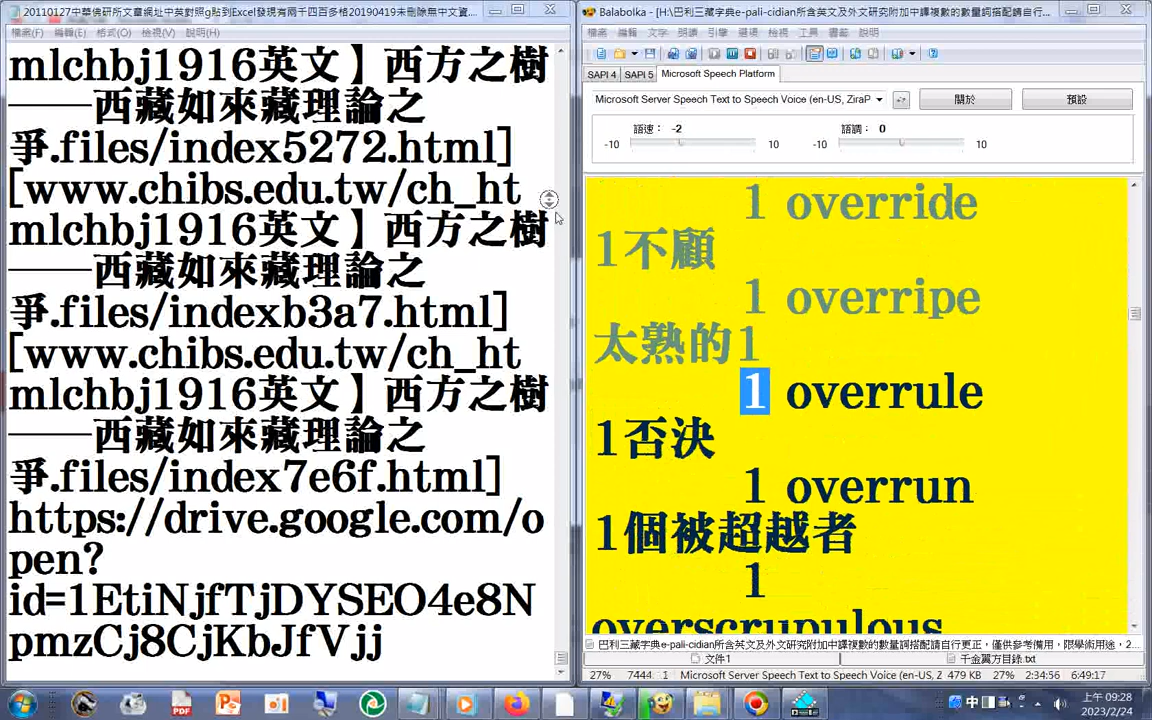 20110127中華佛研所文章網址中英對照g點到Excel發現有兩千四百多格20190419未刪除無中文資...
檔案(F) 編輯(E) 格式(O) 檢視(V) 說明(H)
mlchbj1916英文】西方之樹
——西藏如來藏理論之
爭.files/index5272.html]
[www.chibs.edu.tw/ch_ht
mlchbj1916英文】西方之樹
——西藏如來藏理論之
爭.files/indexb3a7.html]
[www.chibs.edu.tw/ch_ht
mlchbj1916英文】西方之樹
——西藏如來藏理論之
爭.files/index7e6f.html]
https://drive.google.com/o
pen?
id=1EtiNjfTjDYSEO4e8N
pmzCj8CjKbJfVjj
Balabolka - [H:\巴利三藏字典e-pali-cidian所含英文及外文研究附加中譯複數的數量詞搭配請自行...
檔案 編輯 文字 朗讀 引擎 選項 檢視 工具 書籤 說明
SAPI 4 SAPI 5 Microsoft Speech Platform
Microsoft Server Speech Text to Speech Voice (en-US, ZiraP
關於 預設
語速： -2 語調： 0
-10 10 -10 10
1 override
1不顧
1 overripe
太熟的1
1 overrule
1否決
1 overrun
1個被超越者
1
overscrupulous
巴利三藏字典e-pali-cidian所含英文及外文研究附加中譯複數的數量詞搭配請自行更正，僅供參考備用，限學術用途，2...
文件1 千金翼方目錄.txt
27% 7444 1 Microsoft Server Speech Text to Speech Voice (en-US, Z 479 KB 27% 2:34:56 6:49:17
中
上午 09:28
2023/2/24